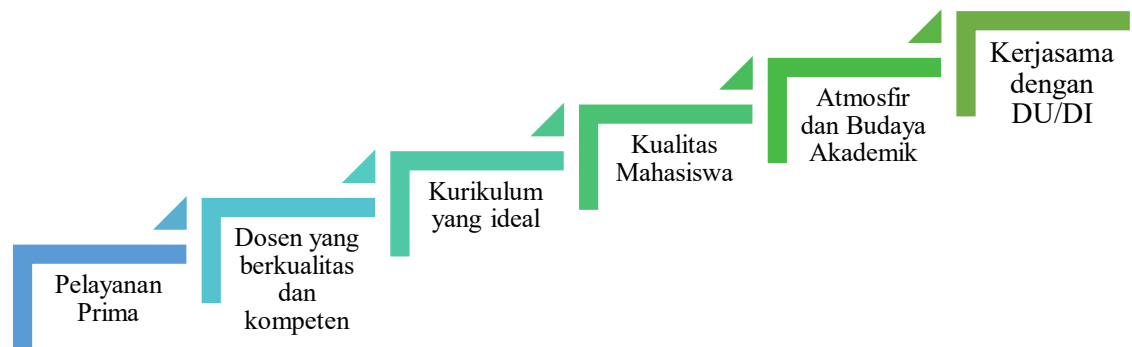 Pelayanan
Prima
Dosen yang
berkualitas
dan
kompeten
Kurikulum
yang ideal
Kualitas
Mahasiswa
Atmosfir
dan Budaya
Akademik
Kerjasama
dengan
DU/DI